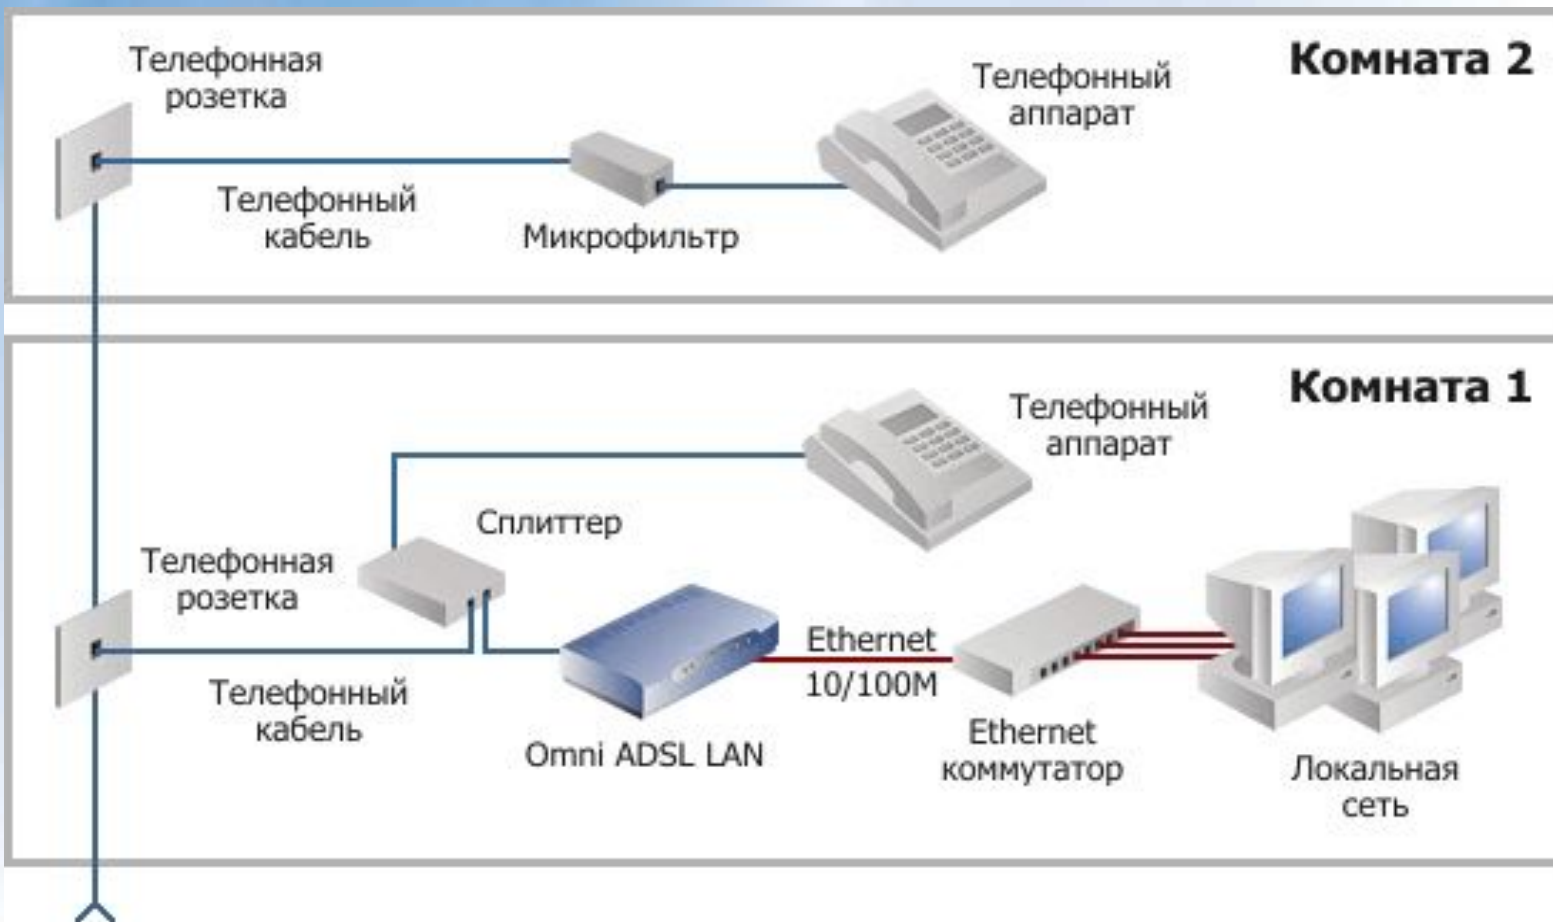 Комната 2
Телефонная
розетка
Телефонный
кабель
Микрофильтр
Телефонный
аппарат
Комната 1
Телефонный
аппарат
Сплиттер
Телефонная
розетка
Телефонный
кабель
Omni ADSL LAN
Ethernet
10/100M
Ethernet
коммутатор
Локальная
сеть